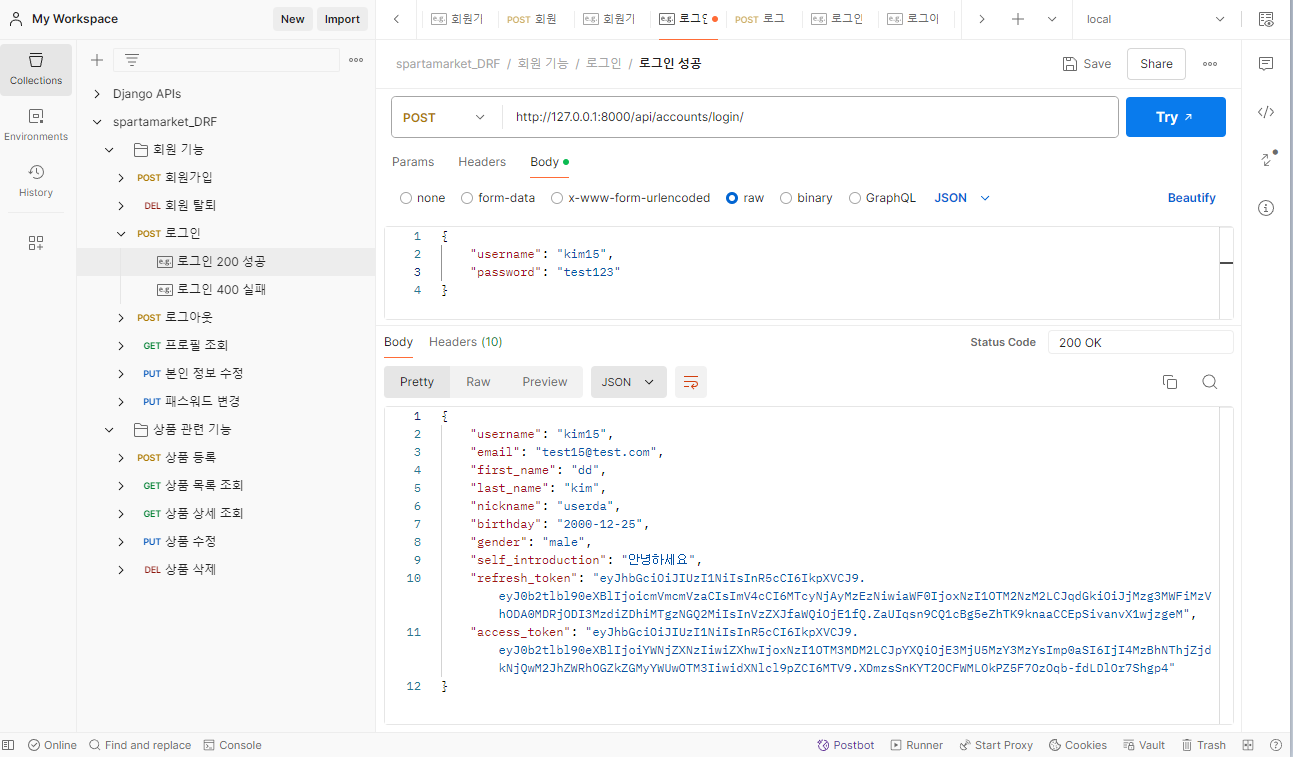 My Workspace
New
Import
회원기
POST 회원
회원기
로그인
POST 로그
로그인
로그이
local
Collections
Environments
History
Django APIs
spartamarket_DRF
회원 기능
POST 회원가입
DEL 회원 탈퇴
POST 로그인
e.g. 로그인 200 성공
e.g. 로그인 400 실패
POST 로그아웃
GET 프로필 조회
PUT 본인 정보 수정
PUT 패스워드 변경
상품 관련 기능
POST 상품 등록
GET 상품 목록 조회
GET 상품 상세 조회
PUT 상품 수정
DEL 상품 삭제
spartamarket_DRF / 회원 기능 / 로그인 / 로그인 성공
Save
Share
POST
http://127.0.0.1:8000/api/accounts/login/
Try
Params
Headers
Body
none
form-data
x-www-form-urlencoded
raw
binary
GraphQL
JSON
Beautify
1 {
2 "username": "kim15",
3 "password": "test123"
4 }
Body
Headers (10)
Status Code
200 OK
Pretty
Raw
Preview
JSON
1 {
2 "username": "kim15",
3 "email": "test15@test.com",
4 "first_name": "dd",
5 "last_name": "kim",
6 "nickname": "userda",
7 "birthday": "2000-12-25",
8 "gender": "male",
9 "self_introduction": "안녕하세요",
10 "refresh_token": "eyJhbGciOiJIUzI1NiIsInR5cCI6IkpXVCJ9.
11 "access_token": "eyJhbGciOiJIUzI1NiIsInR5cCI6IkpXVCJ9.
12 }
Online
Find and replace
Console
Postbot
Runner
Start Proxy
Cookies
Vault
Trash